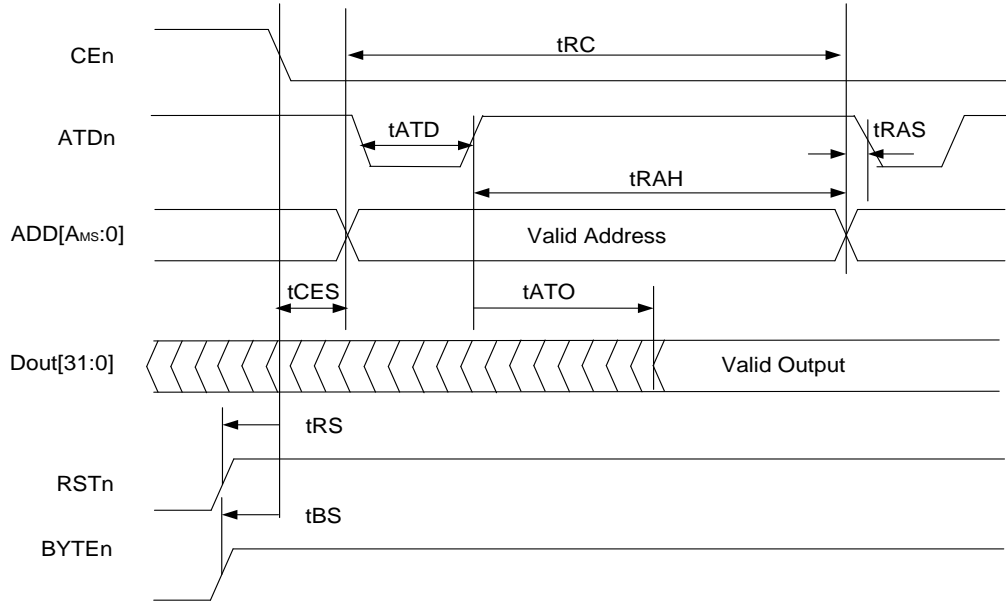 tRC
CEn
tATD
tRAS
ATDn
tRAH
ADD[AMS:0]
Valid Address
tCES
tATO
Dout[31:0]
Valid Output
tRS
RSTn
tBS
BYTEn